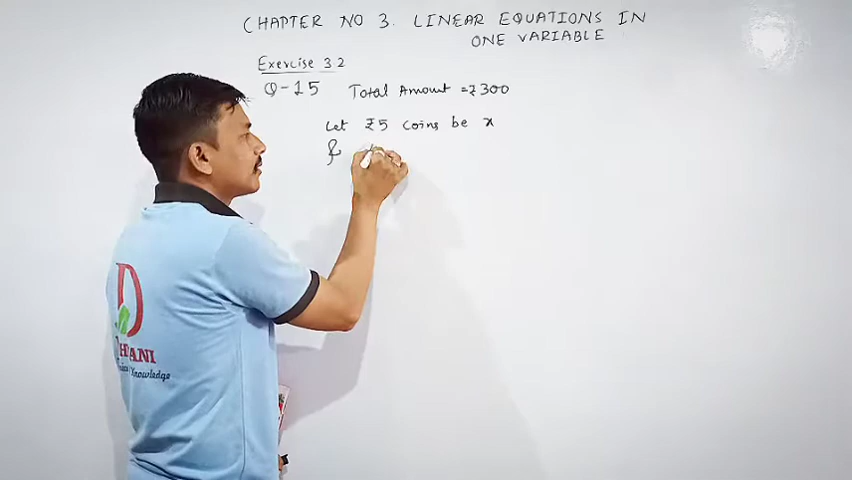 CHAPTER NO 3. LINEAR EQUATIONS IN
ONE VARIABLE
Exercise 3.2
Q-15 Total Amount = ₹300
Let ₹5 coins be x
&